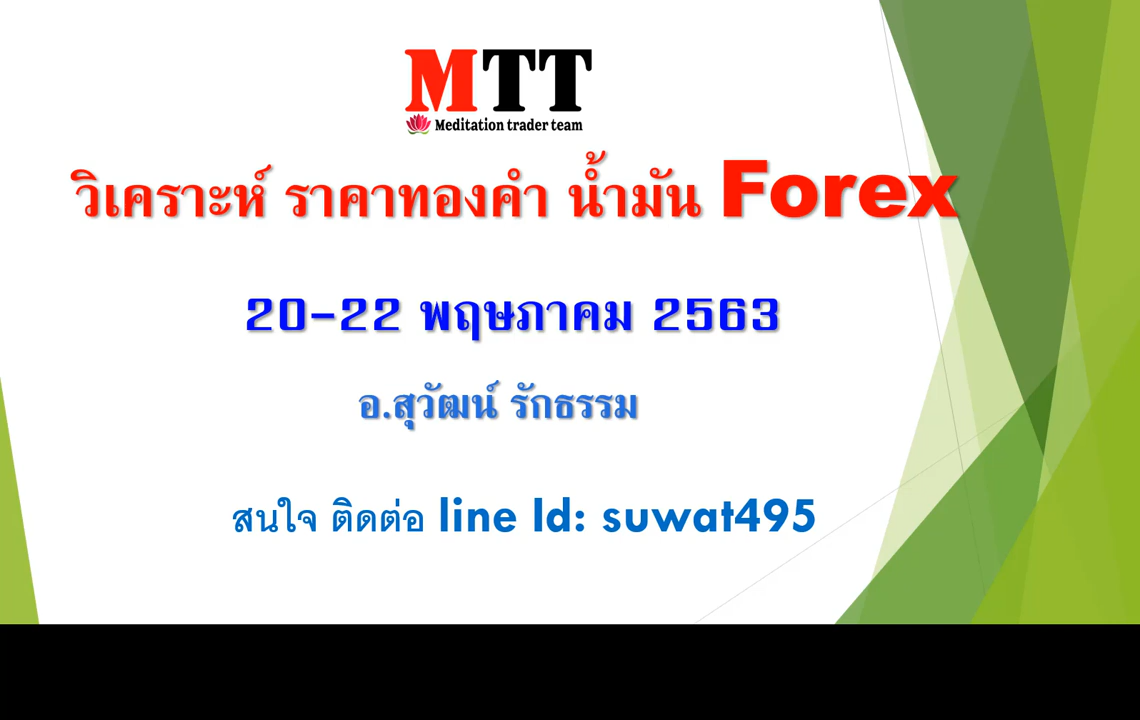 MTT
Meditation trader team
วิเคราะห์ ราคาทองคำ น้ำมัน Forex
20-22 พฤษภาคม 2563
อ.สุวัฒน์ รักธรรม
สนใจ ติดต่อ line Id: suwat495